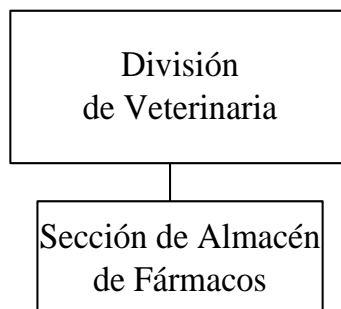 División
de Veterinaria
Sección de Almacén
de Fármacos